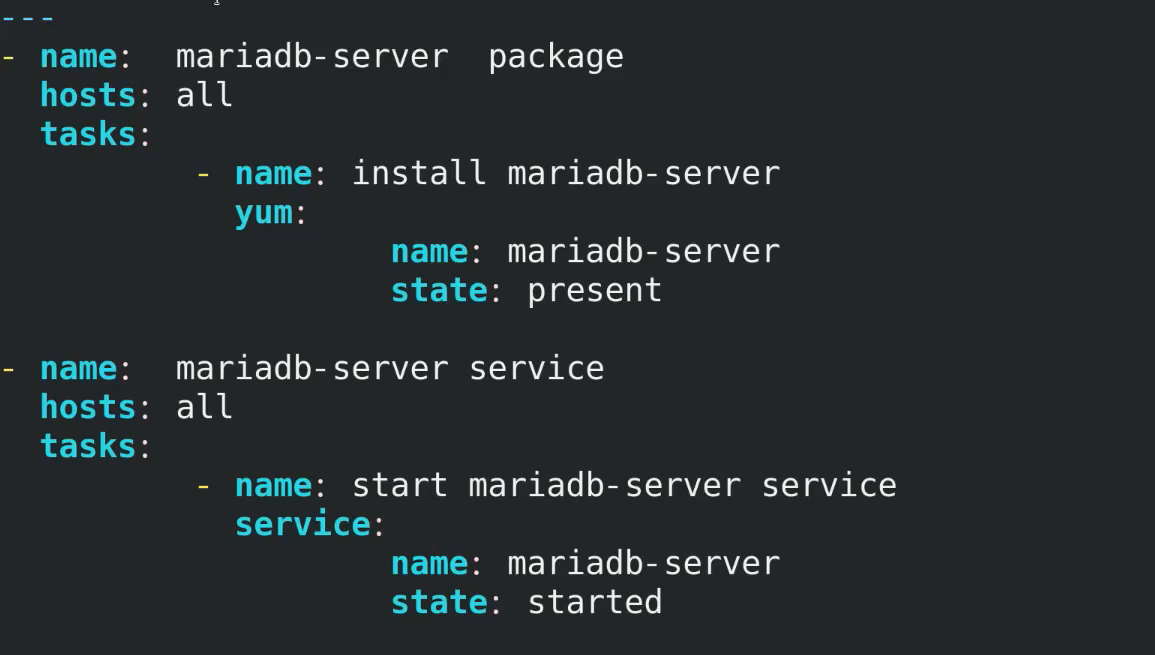 ---
- name:  mariadb-server  package
  hosts: all
  tasks:
          - name: install mariadb-server
            yum:
                    name: mariadb-server
                    state: present

- name:  mariadb-server service
  hosts: all
  tasks:
          - name: start mariadb-server service
            service:
                    name: mariadb-server
                    state: started